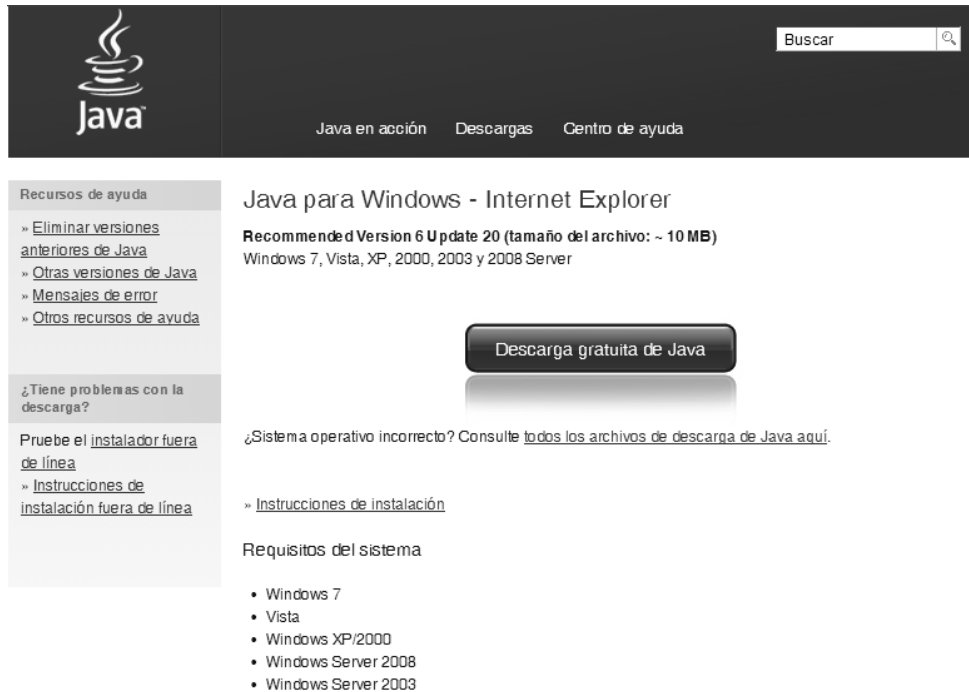 Java™
Buscar
Java en acción Descargas Centro de ayuda
Recursos de ayuda
» Eliminar versiones
anteriores de Java
» Otras versiones de Java
» Mensajes de error
» Otros recursos de ayuda
¿Tiene problemas con la
descarga?
Pruebe el instalador fuera
de línea
» Instrucciones de
instalación fuera de línea
Java para Windows - Internet Explorer
Recommended Version 6 Update 20 (tamaño del archivo: ~ 10 MB)
Windows 7, Vista, XP, 2000, 2003 y 2008 Server
Descarga gratuita de Java
¿Sistema operativo incorrecto? Consulte todos los archivos de descarga de Java aquí.
» Instrucciones de instalación
Requisitos del sistema
• Windows 7
• Vista
• Windows XP/2000
• Windows Server 2008
• Windows Server 2003